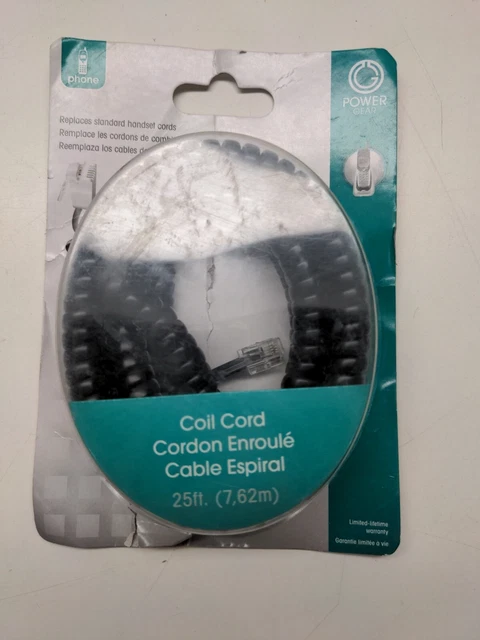 phone
POWER
GEAR
Replaces standard handset cords
Remplace les cordons de
Reemplaza los cables
Coil Cord
Cordon Enroulé
Cable Espiral
25ft. (7,62m)
Limited-lifetime
warranty
Garantie limitée à vie